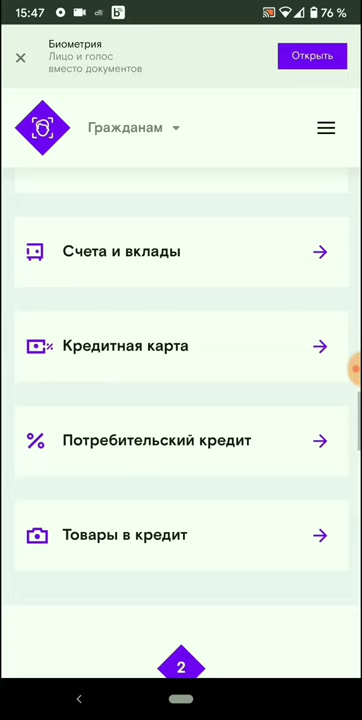 15:47
76 %
Биометрия
Лицо и голос
вместо документов
Открыть
Гражданам
Счета и вклады
Кредитная карта
Потребительский кредит
Товары в кредит
2